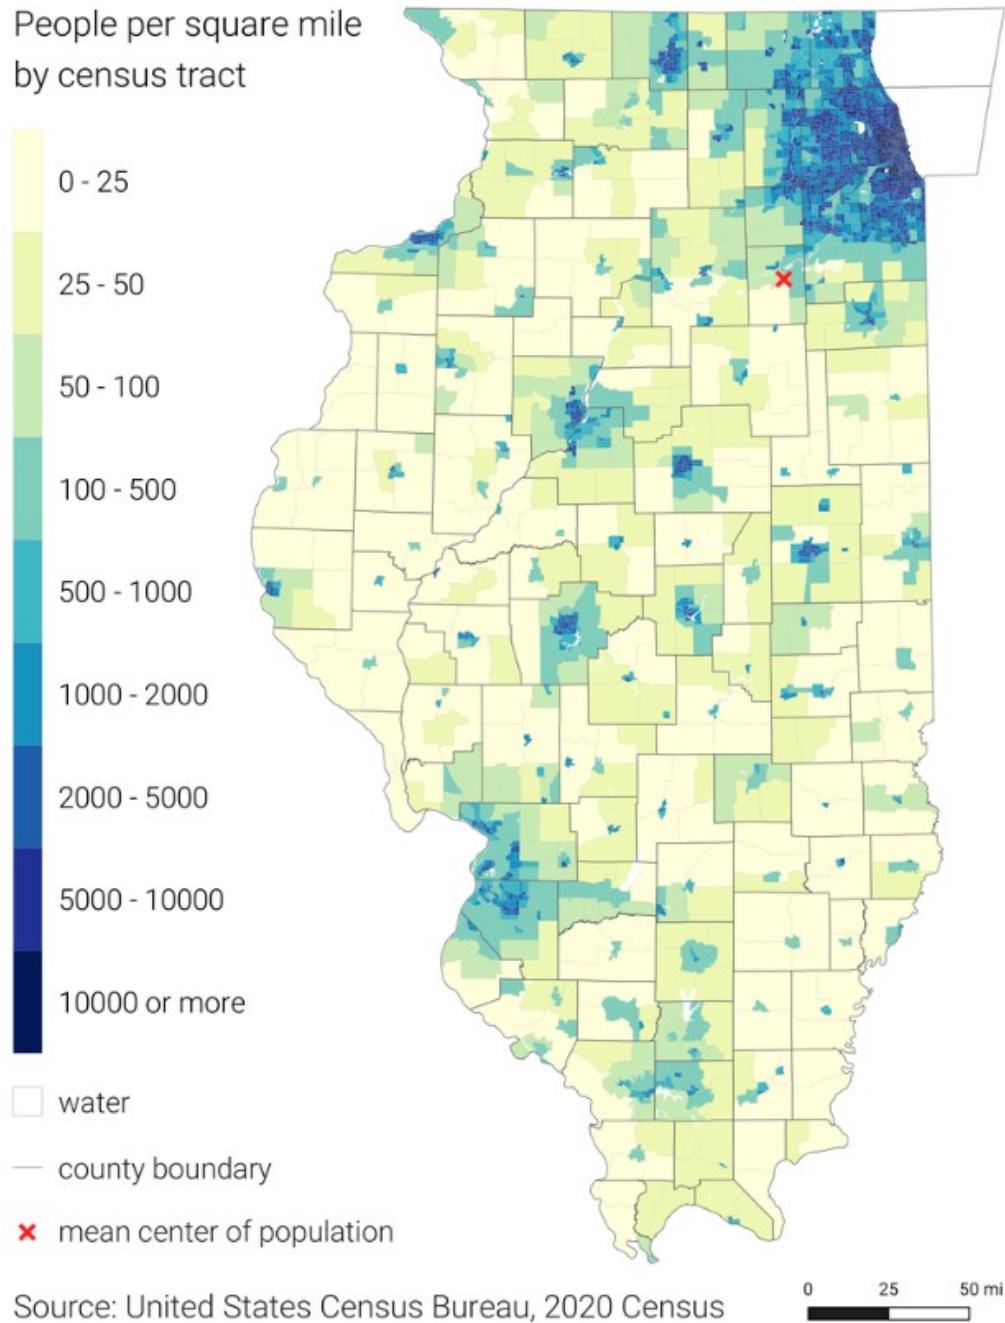 People per square mile
by census tract
0 - 25
25 - 50
50 - 100
100 - 500
500 - 1000
1000 - 2000
2000 - 5000
5000 - 10000
10000 or more
water
county boundary
mean center of population
Source: United States Census Bureau, 2020 Census
0 25 50 mi